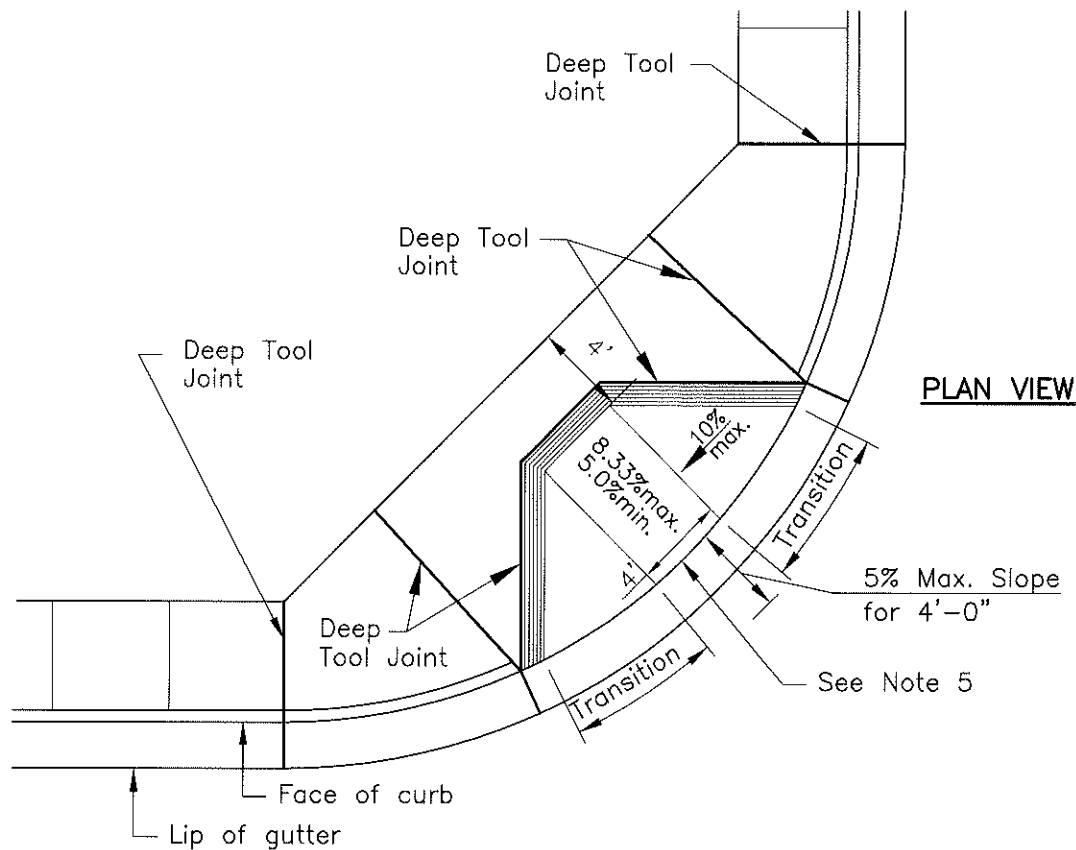 Deep Tool
Joint
Deep Tool
Joint
Deep Tool
Joint
4'
PLAN VIEW
10%
max.
8.33%max.
5.0%min.
4'
Transition
5% Max. Slope
for 4'-0"
Deep
Tool Joint
See Note 5
Transition
Face of curb
Lip of gutter